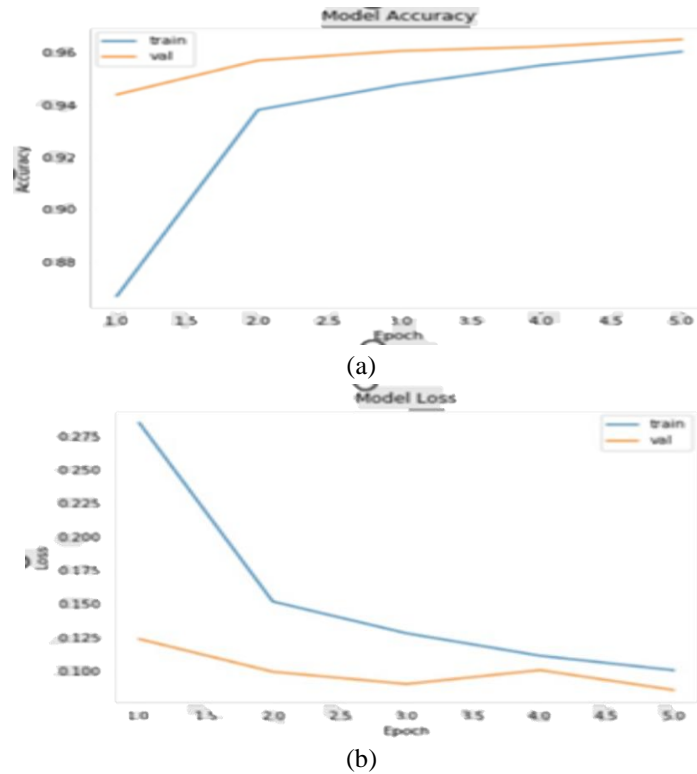 Model Accuracy
train
val
0.96
0.94
0.92
0.90
0.88
Accuracy
1.0 1.5 2.0 2.5 3.0 3.5 4.0 4.5 5.0
Epoch
(a)
Model Loss
train
val
0.275
0.250
0.225
0.200
0.175
0.150
0.125
0.100
Loss
1.0 1.5 2.0 2.5 3.0 3.5 4.0 4.5 5.0
Epoch
(b)